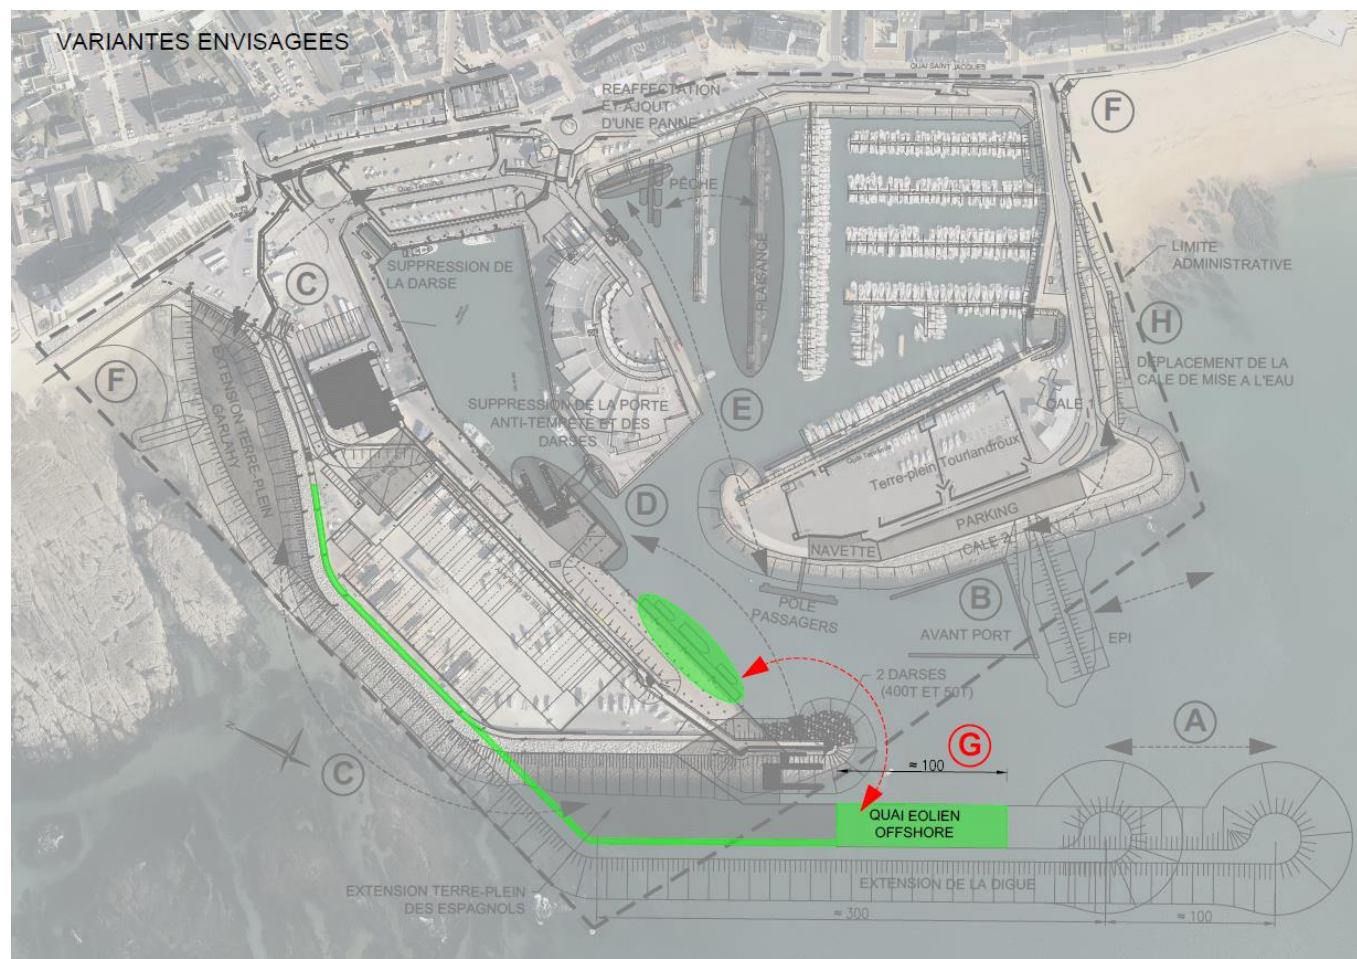 VARIANTES ENVISAGEES
QUAI SAINT JACQUES
REAFFECTATION
ET AJOUT
D'UNE PANNE
F
PÊCHE
PLAISANCE
LIMITE
ADMINISTRATIVE
SUPPRESSION DE
LA DARSE
C
H
DEPLACEMENT DE LA
CALE DE MISE A L'EAU
F
EXTENSION TERRE-PLEIN
GARLAHY
SUPPRESSION DE LA PORTE
ANTI-TEMPÊTE ET DES
DARSES
E
CALE 1
Terre-plein Tourlandroux
D
PARKING
NAVETTE
CALE 2
POLE
PASSAGERS
B
AVANT PORT
EPI
2 DARSES
(400T ET 50T)
A
G
≈ 100
C
QUAI EOLIEN
OFFSHORE
EXTENSION TERRE-PLEIN
DES ESPAGNOLS
EXTENSION DE LA DIGUE
≈ 300
≈ 100